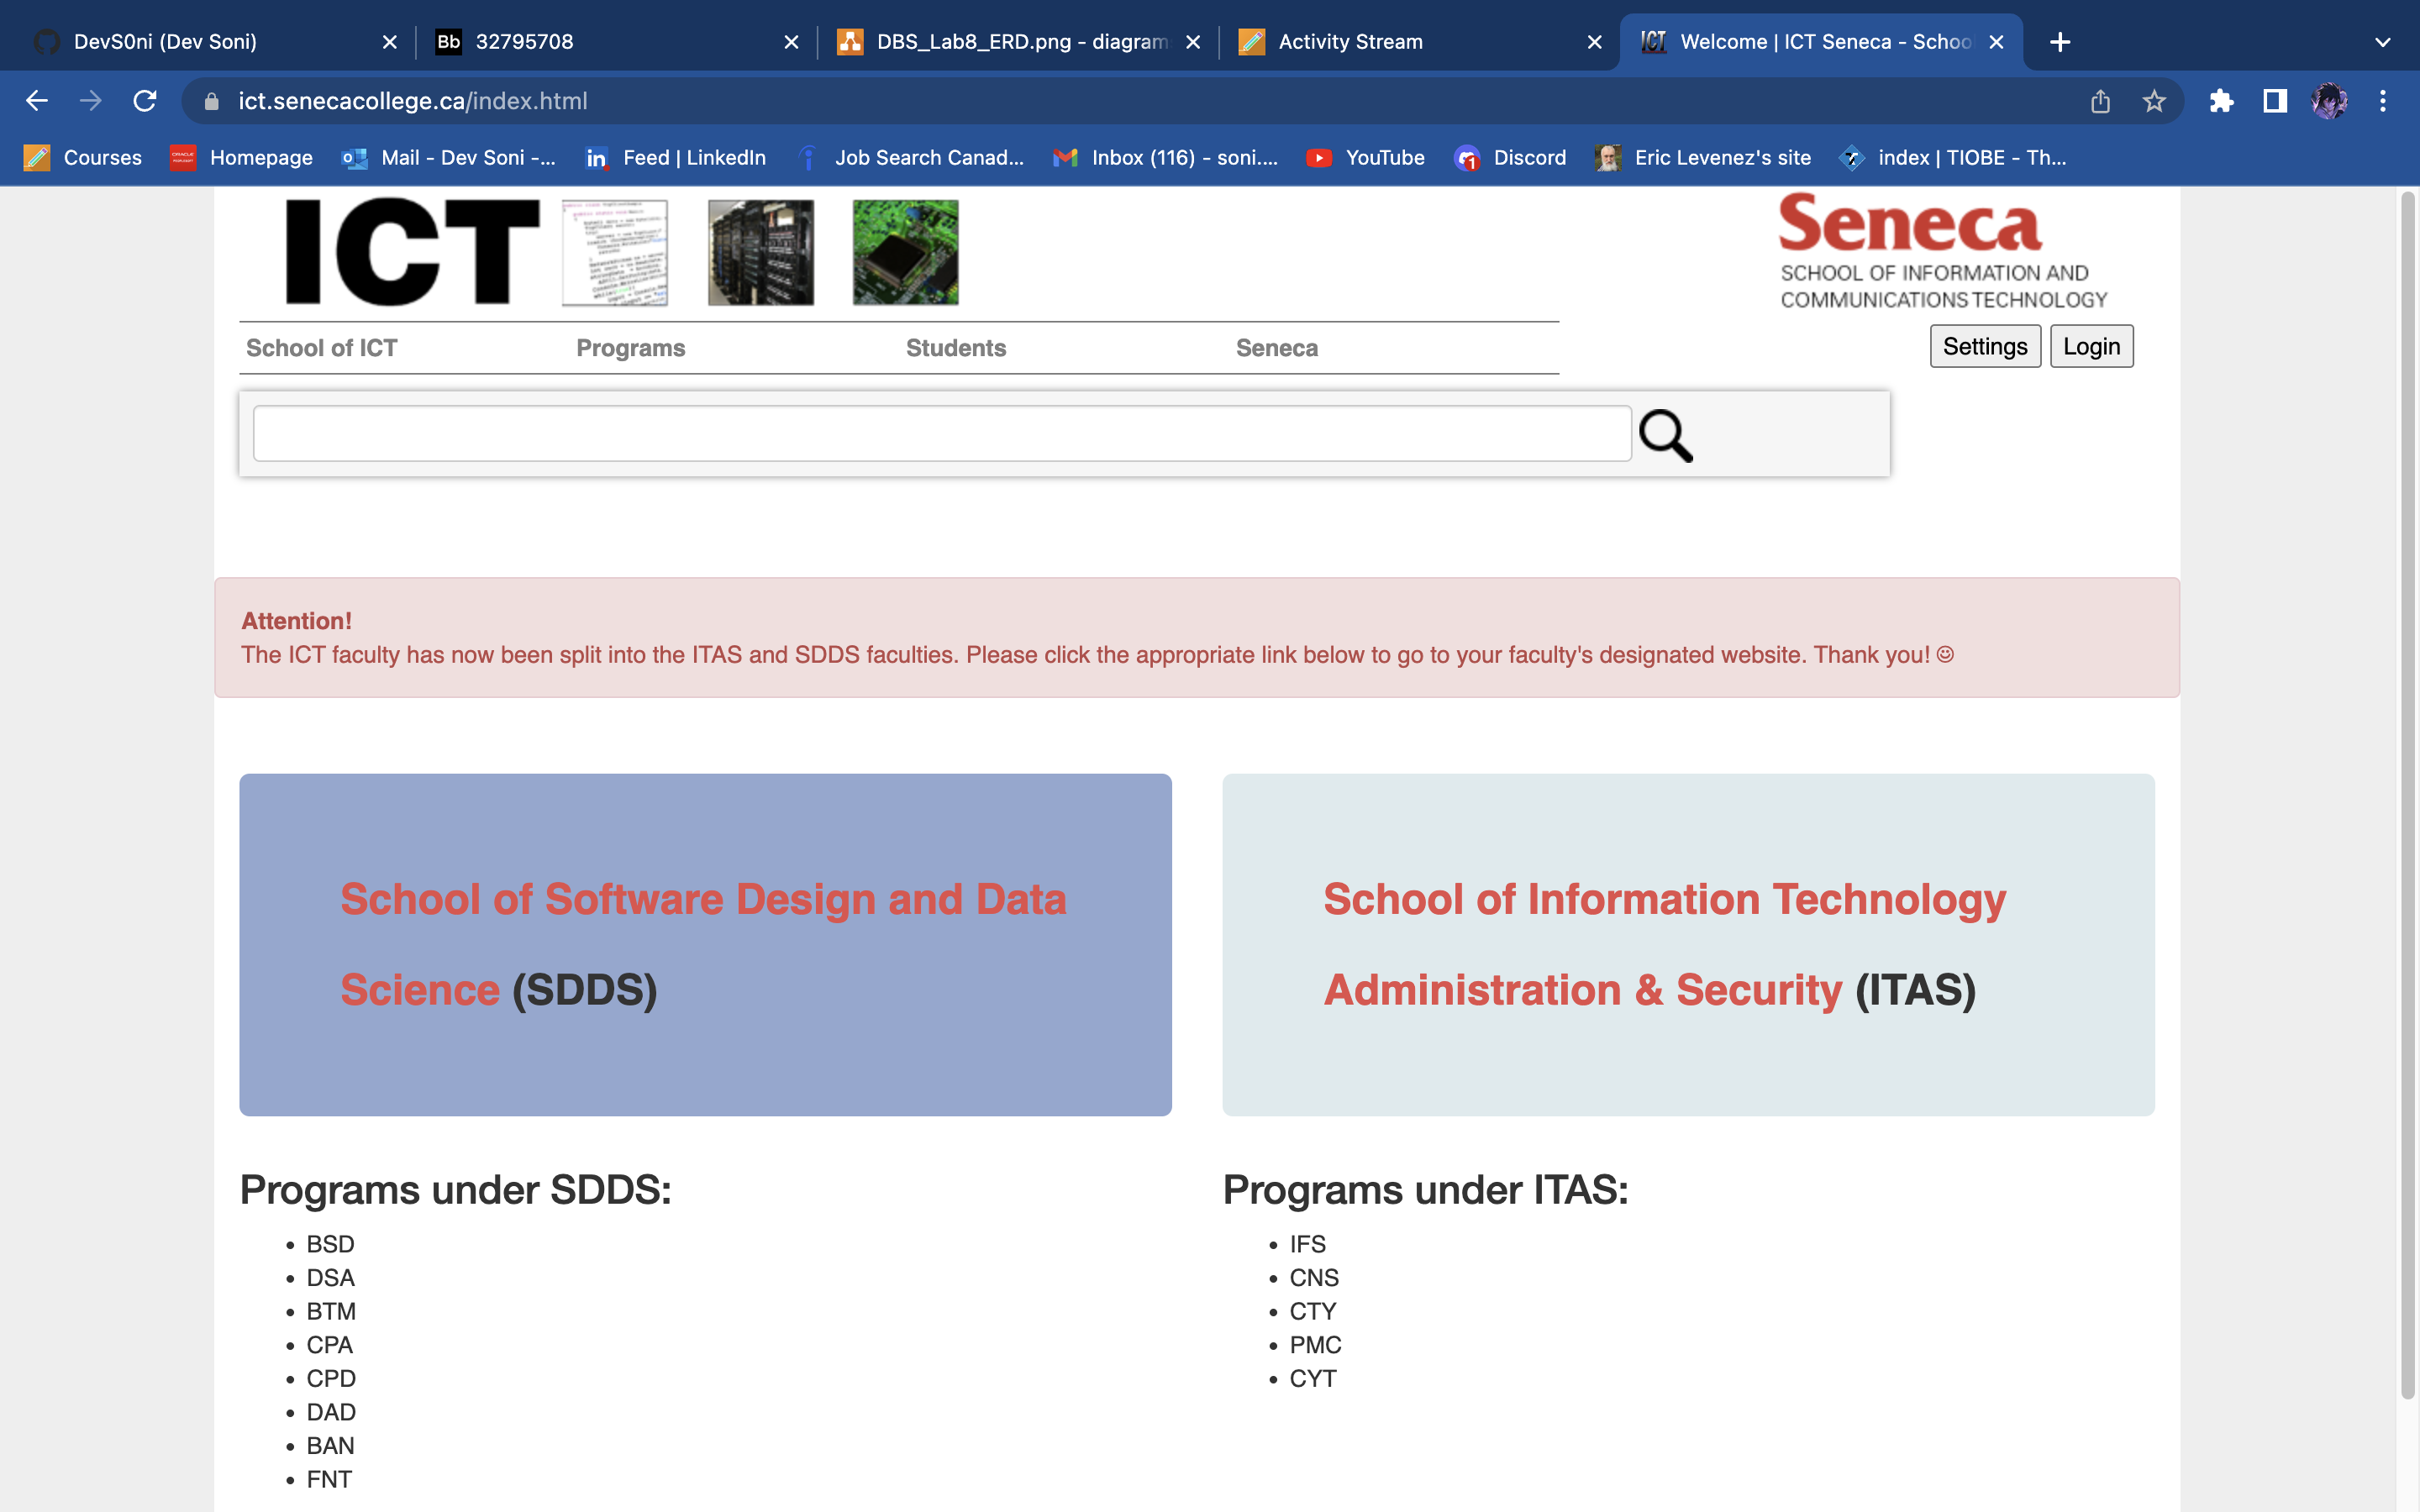 DevS0ni (Dev Soni)
Bb 32795708
DBS_Lab8_ERD.png - diagram
Activity Stream
ICT Welcome | ICT Seneca - Schoo
ict.senecacollege.ca/index.html
Courses
Homepage
Mail - Dev Soni -...
in Feed | LinkedIn
Job Search Canad...
Inbox (116) - soni....
YouTube
1 Discord
Eric Levenez's site
index | TIOBE - Th...
ICT
Seneca
SCHOOL OF INFORMATION AND
COMMUNICATIONS TECHNOLOGY
School of ICT Programs Students Seneca
Settings Login
Attention!
The ICT faculty has now been split into the ITAS and SDDS faculties. Please click the appropriate link below to go to your faculty's designated website. Thank you! ☺
School of Software Design and Data
Science (SDDS)
School of Information Technology
Administration & Security (ITAS)
Programs under SDDS:
• BSD
• DSA
• BTM
• CPA
• CPD
• DAD
• BAN
• FNT
Programs under ITAS:
• IFS
• CNS
• CTY
• PMC
• CYT